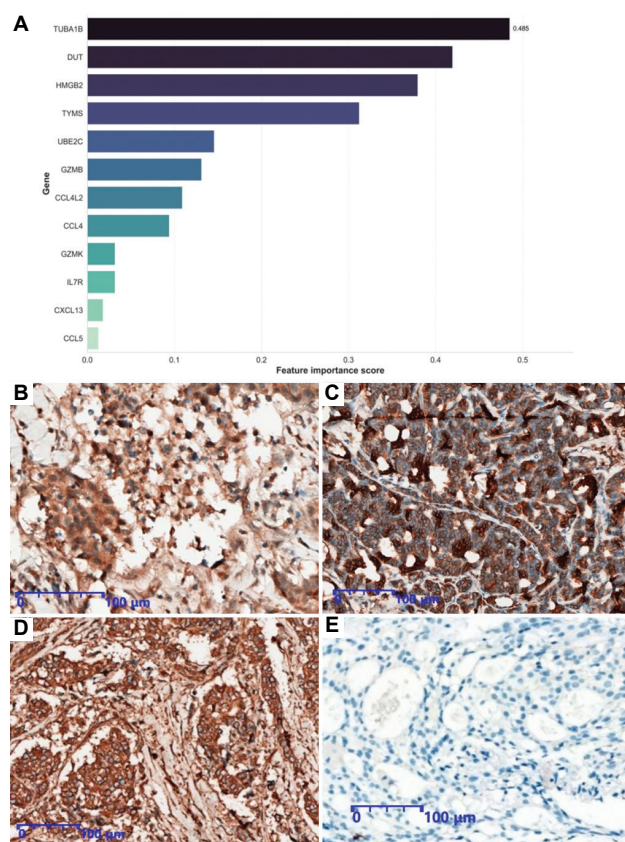 A
TUBA1B
0.485
DUT
HMGB2
TYMS
UBE2C
GZMB
CCL4L2
CCL4
GZMK
IL7R
CXCL13
CCL5
Gene
0.0 0.1 0.2 0.3 0.4 0.5
Feature importance score
B
0 100 µm
C
0 100 µm
D
0 100 µm
E
0 100 µm